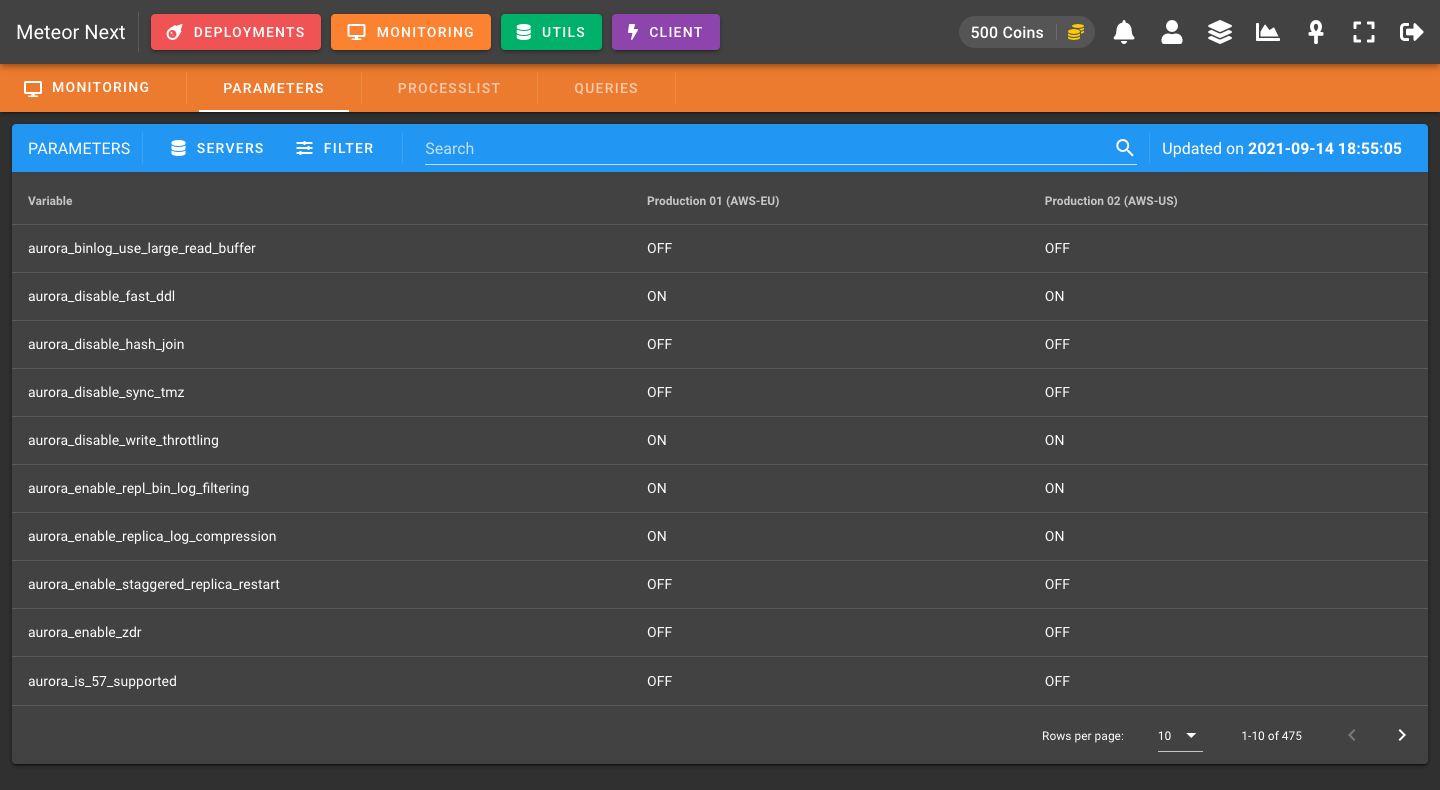 Meteor Next DEPLOYMENTS MONITORING UTILS CLIENT 500 Coins
MONITORING PARAMETERS PROCESSLIST QUERIES
PARAMETERS SERVERS FILTER Search Updated on 2021-09-14 18:55:05
Variable Production 01 (AWS-EU) Production 02 (AWS-US)
aurora_binlog_use_large_read_buffer OFF OFF
aurora_disable_fast_ddl ON ON
aurora_disable_hash_join OFF OFF
aurora_disable_sync_tmz OFF OFF
aurora_disable_write_throttling ON ON
aurora_enable_repl_bin_log_filtering ON ON
aurora_enable_replica_log_compression ON ON
aurora_enable_staggered_replica_restart OFF OFF
aurora_enable_zdr OFF OFF
aurora_is_57_supported OFF OFF
Rows per page: 10 1-10 of 475